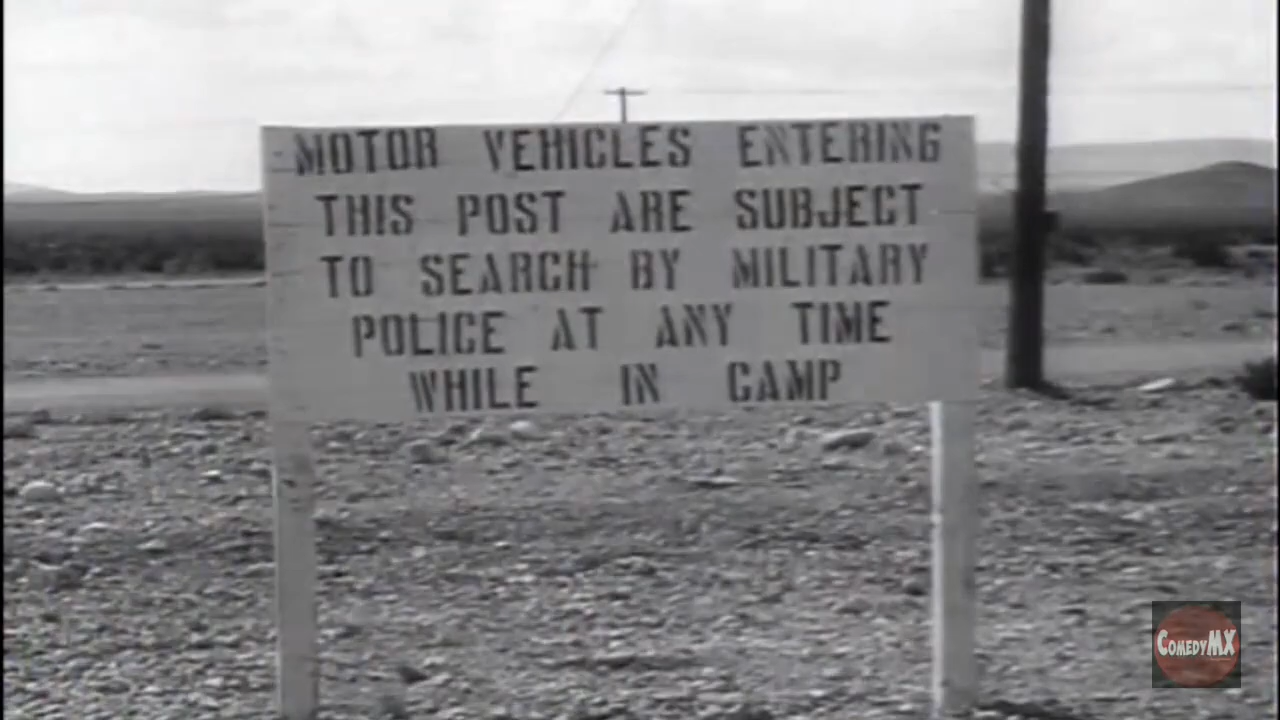 MOTOR VEHICLES ENTERING
THIS POST ARE SUBJECT
TO SEARCH BY MILITARY
POLICE AT ANY TIME
WHILE IN CAMP
COMEDYMX